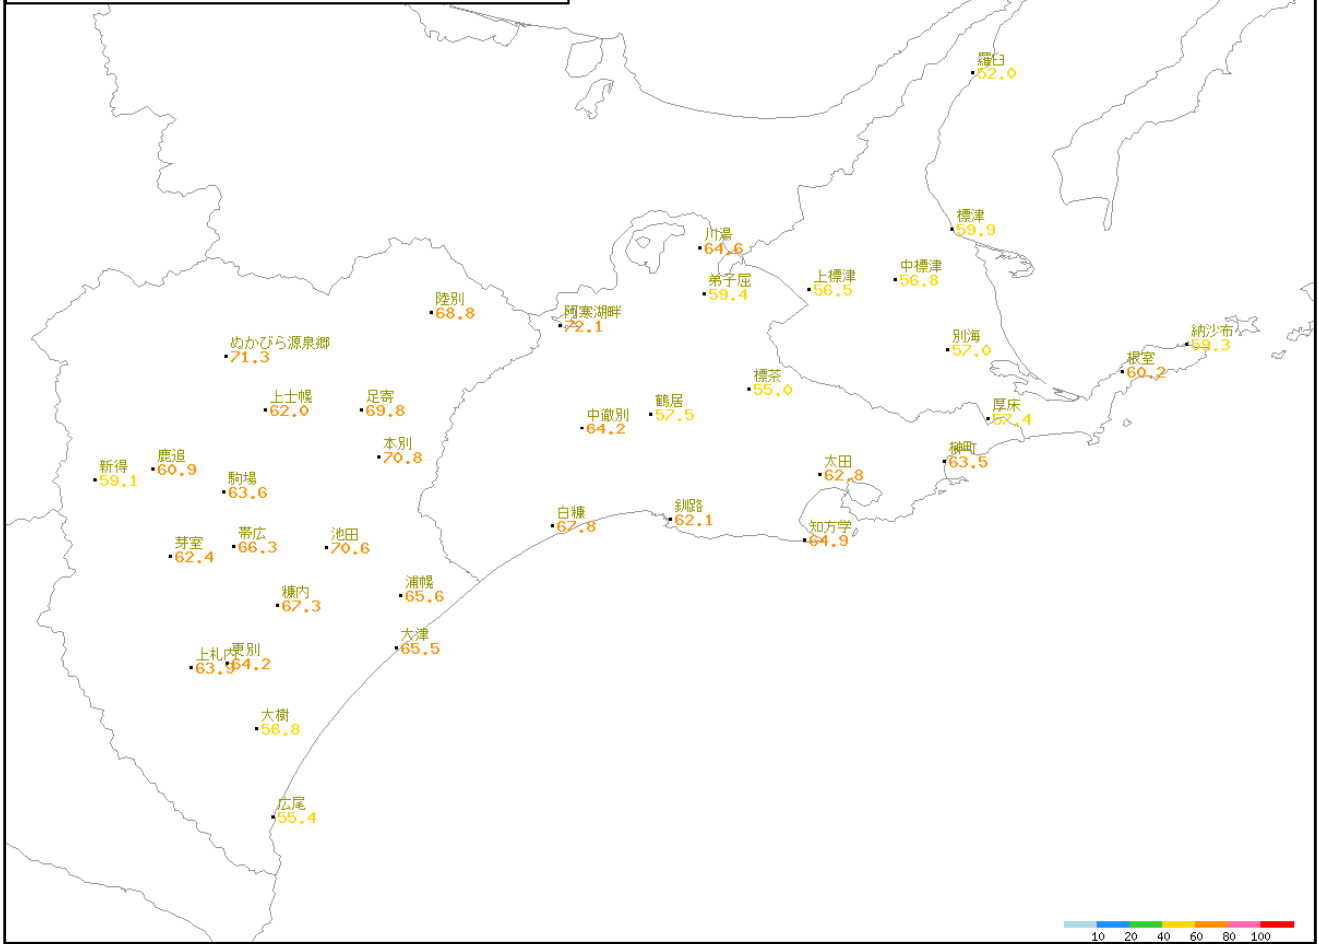 羅臼
52.0
標津
59.9
川湯
64.6
弟子屈
59.4
上標津
56.5
中標津
56.8
陸別
68.8
阿寒湖畔
72.1
ぬかびら源泉郷
71.3
別海
57.0
納沙布
59.3
根室
60.2
標茶
55.0
上士幌
62.0
足寄
69.8
鶴居
57.5
中徹別
64.2
厚床
57.4
本別
70.8
新得
59.1
鹿追
60.9
駒場
63.6
榊町
63.5
太田
62.8
白糠
67.8
釧路
62.1
知方学
64.9
芽室
62.4
帯広
66.3
池田
70.6
糠内
67.3
浦幌
65.6
大津
65.5
上札内
63.9
更別
64.2
大樹
56.8
広尾
55.4
10 20 40 60 80 100